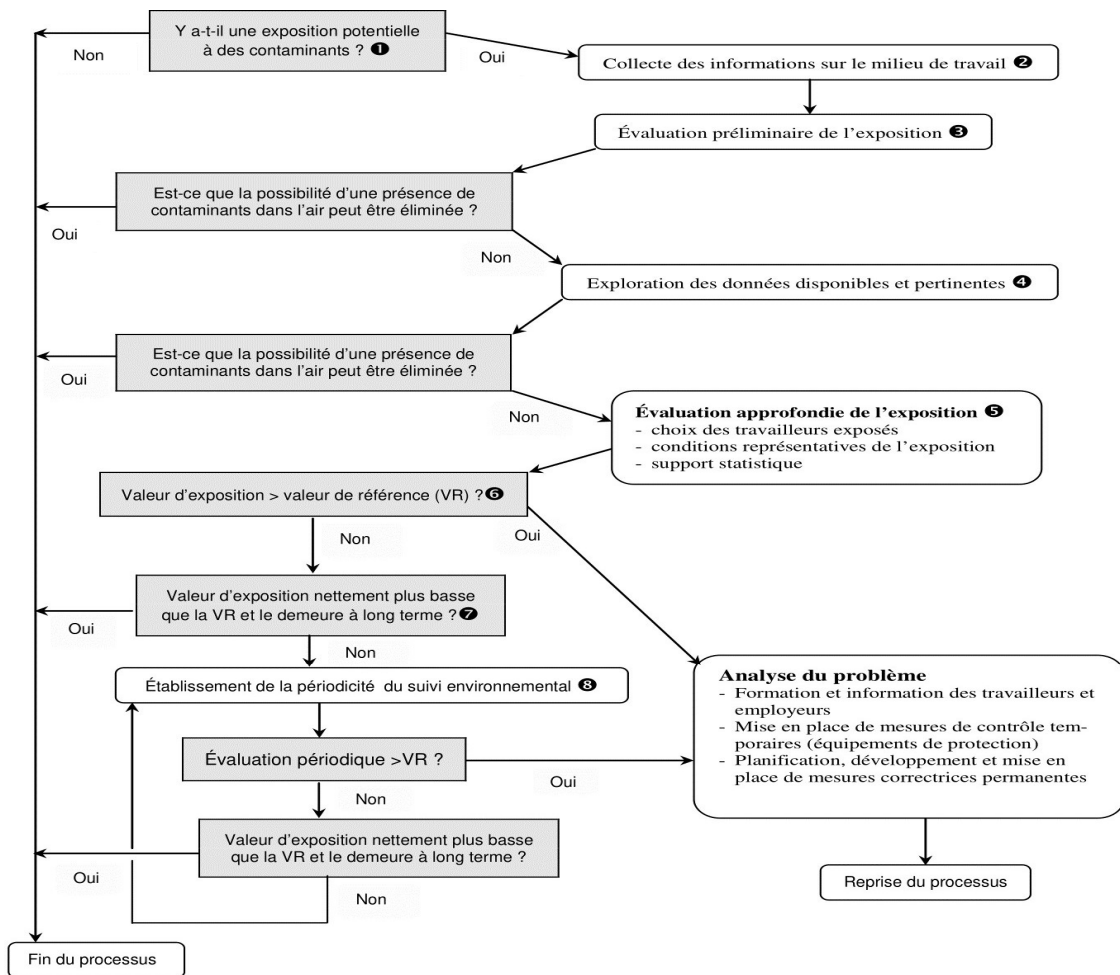 Y a-t-il une exposition potentielle
à des contaminants ? ❶
Non
Oui
Collecte des informations sur le milieu de travail ❷
Évaluation préliminaire de l'exposition ❸
Est-ce que la possibilité d'une présence de
contaminants dans l'air peut être éliminée ?
Oui
Non
Exploration des données disponibles et pertinentes ❹
Est-ce que la possibilité d'une présence de
contaminants dans l'air peut être éliminée ?
Oui
Non
Évaluation approfondie de l'exposition ❺
- choix des travailleurs exposés
- conditions représentatives de l'exposition
- support statistique
Valeur d'exposition > valeur de référence (VR) ?❻
Non
Oui
Valeur d'exposition nettement plus basse
que la VR et le demeure à long terme ?❼
Oui
Non
Établissement de la périodicité du suivi environnemental ❽
Évaluation périodique >VR ?
Oui
Non
Analyse du problème
- Formation et information des travailleurs et
employeurs
- Mise en place de mesures de contrôle tem-
poraires (équipements de protection)
- Planification, développement et mise en
place de mesures correctrices permanentes
Valeur d'exposition nettement plus basse
que la VR et le demeure à long terme ?
Oui
Non
Reprise du processus
Fin du processus